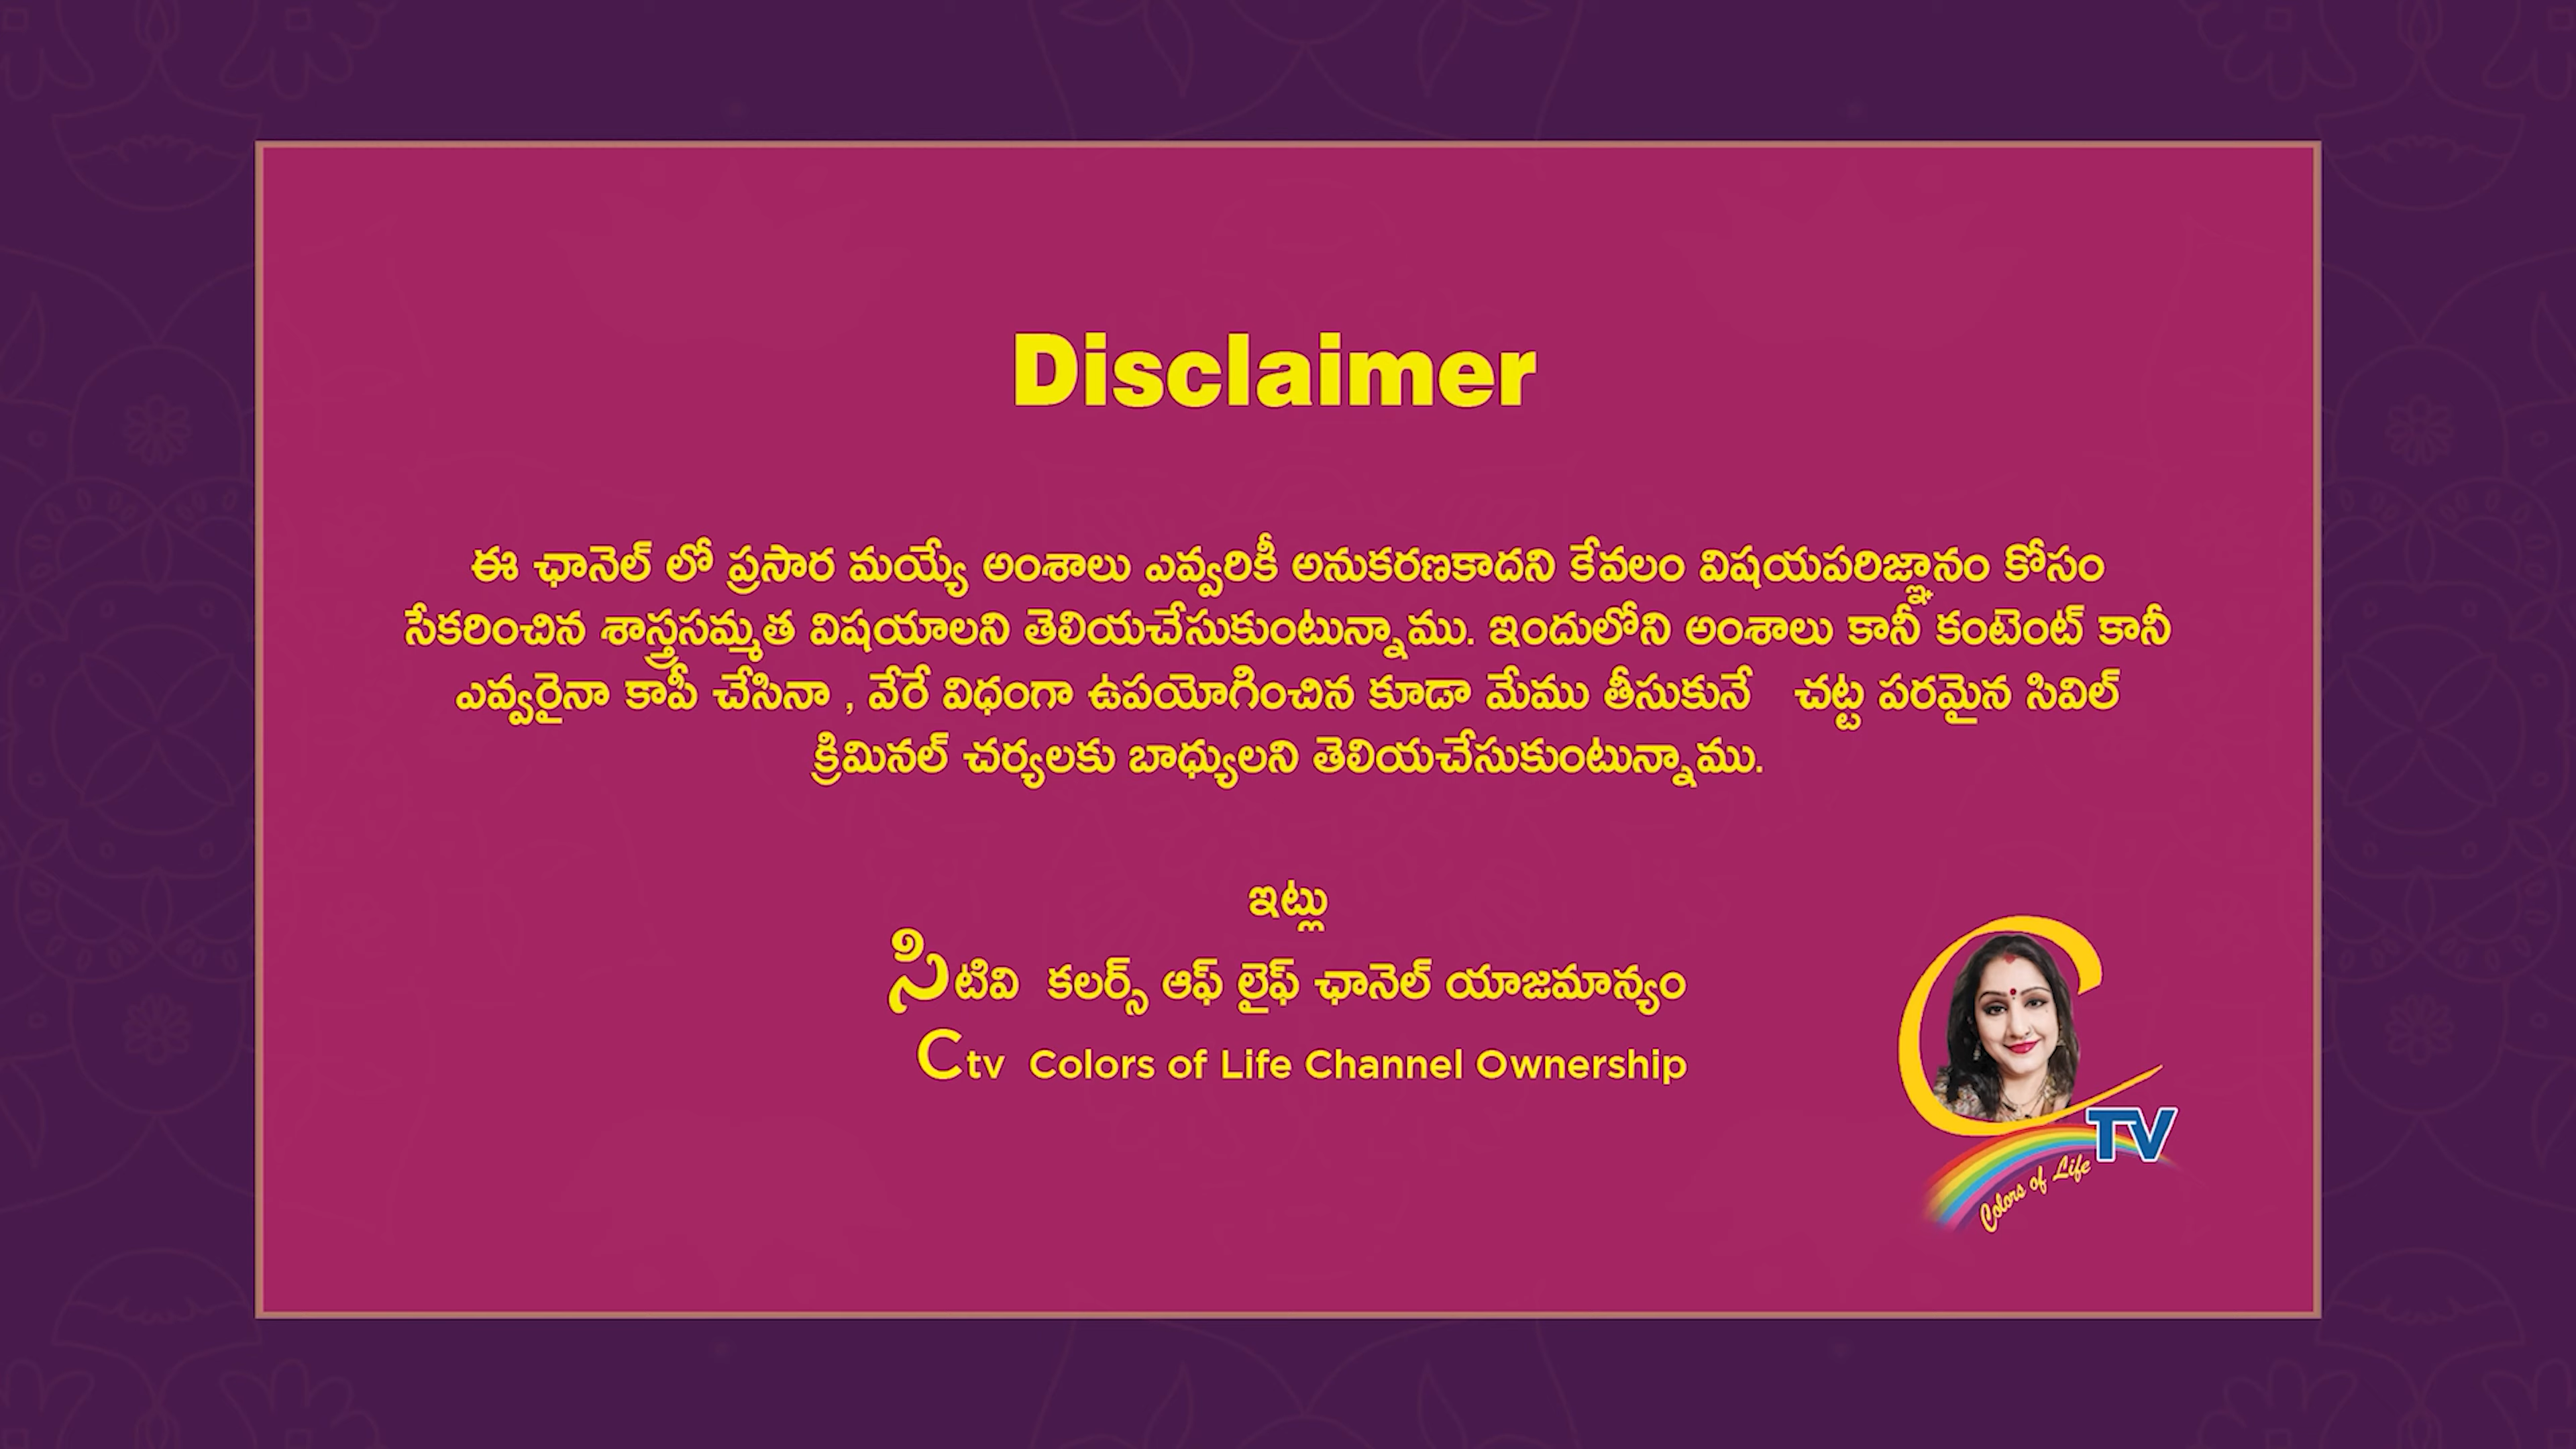 Disclaimer
ఈ ఛానెల్ లో ప్రసార మయ్యే అంశాలు ఎవ్వరికీ అనుకరణకాదని కేవలం విషయపరిజ్ఞానం కోసం
సేకరించిన శాస్త్రసమ్మత విషయాలని తెలియచేసుకుంటున్నాము. ఇందులోని అంశాలు కానీ కంటెంట్ కానీ
ఎవ్వరైనా కాపీ చేసినా , వేరే విధంగా ఉపయోగించిన కూడా మేము తీసుకునే   చట్ట పరమైన సివిల్
క్రిమినల్ చర్యలకు బాధ్యులని తెలియచేసుకుంటున్నాము.
ఇట్లు
సిటివి  కలర్స్ ఆఫ్ లైఫ్ ఛానెల్ యాజమాన్యం
Ctv  Colors of Life Channel Ownership
C TV
Colors of Life